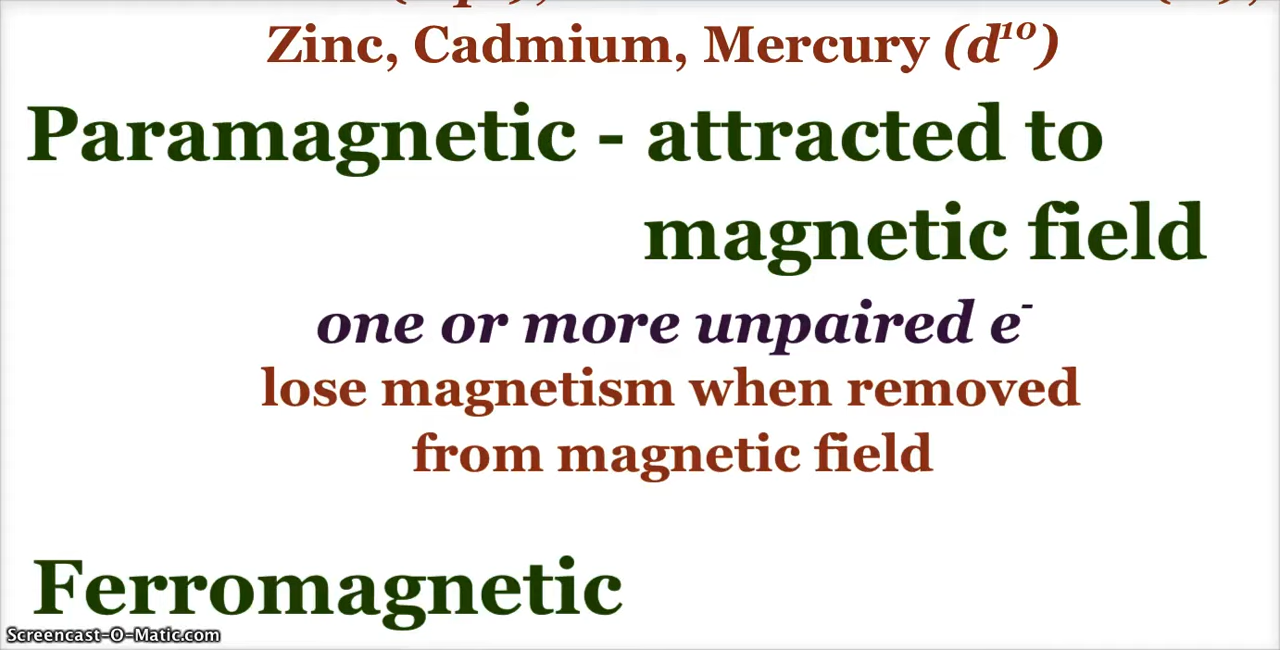 Zinc, Cadmium, Mercury (d¹⁰)
Paramagnetic - attracted to
magnetic field
one or more unpaired e⁻
lose magnetism when removed
from magnetic field
Ferromagnetic
Screencast-O-Matic.com